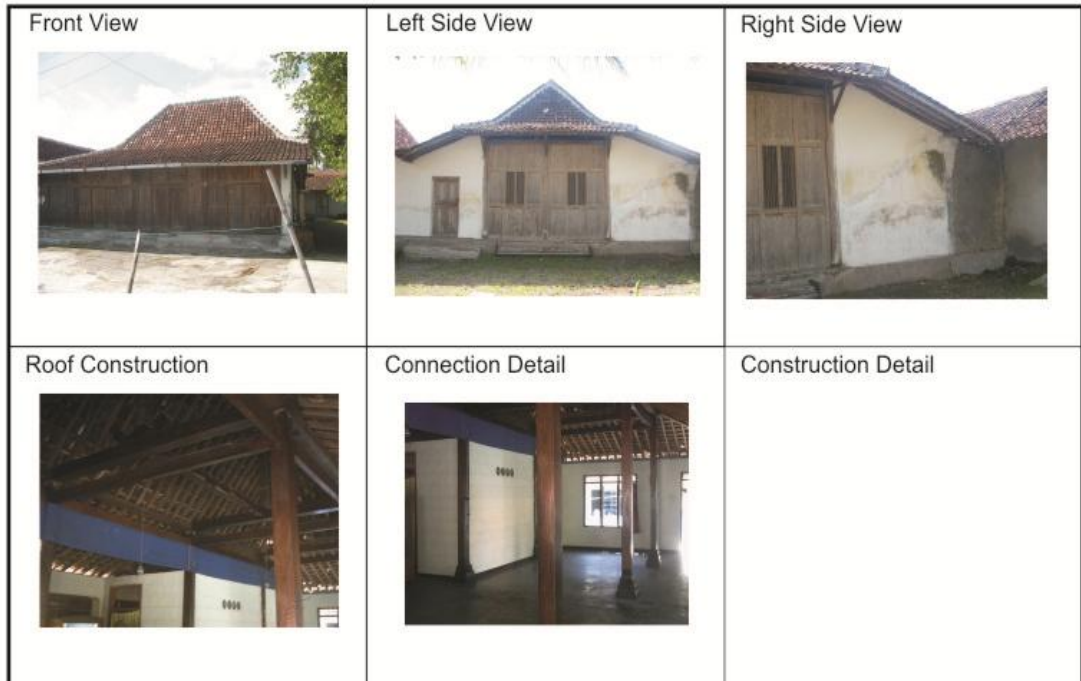 Front View
Left Side View
Right Side View
Roof Construction
Connection Detail
Construction Detail